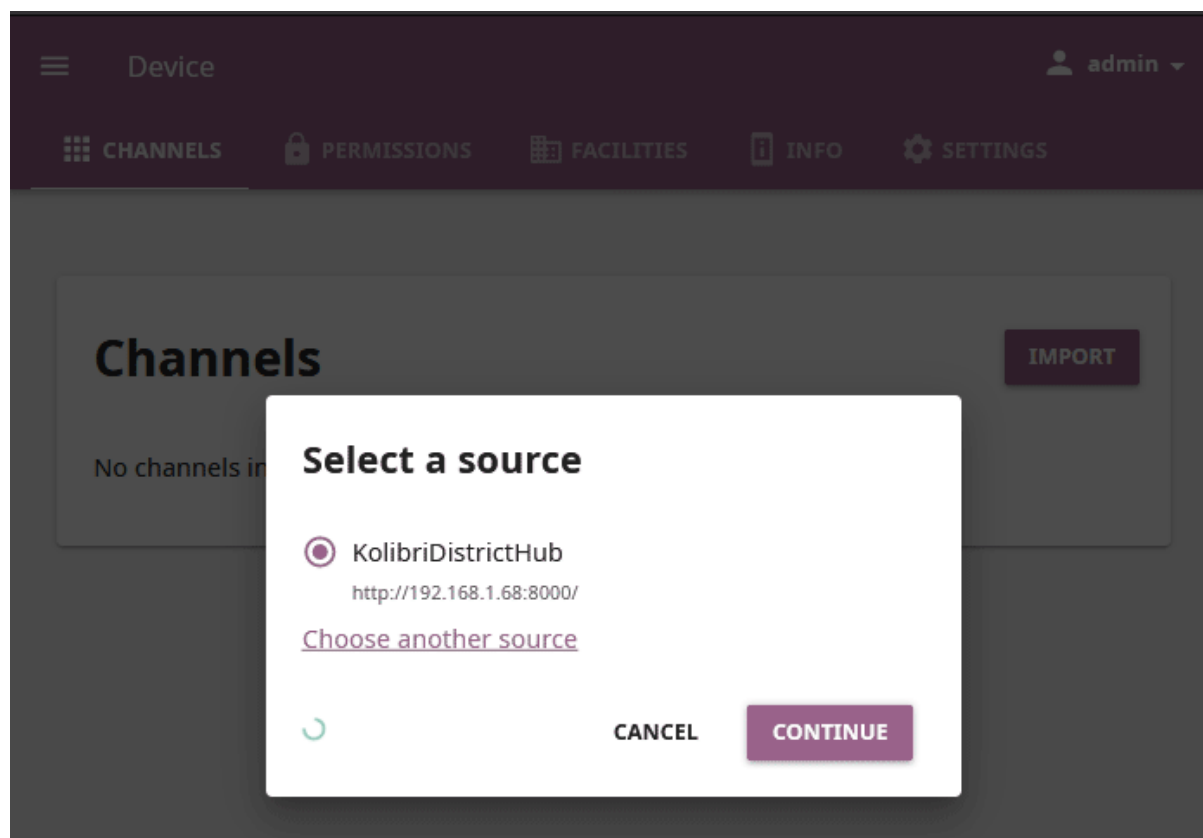 Device
admin
CHANNELS PERMISSIONS FACILITIES INFO SETTINGS
Channels
IMPORT
No channels in
Select a source
KolibriDistrictHub
http://192.168.1.68:8000/
Choose another source
CANCEL CONTINUE